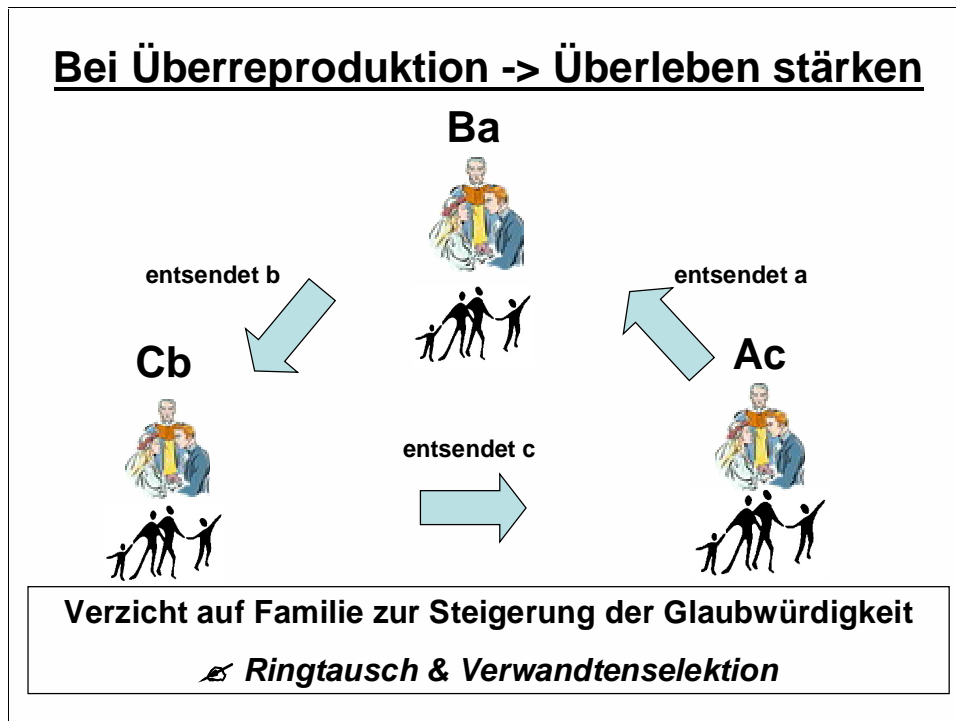 Bei Überreproduktion -> Überleben stärken
Ba
entsendet b
entsendet a
Cb
Ac
entsendet c
Verzicht auf Familie zur Steigerung der Glaubwürdigkeit
Ringtausch & Verwandtenselektion